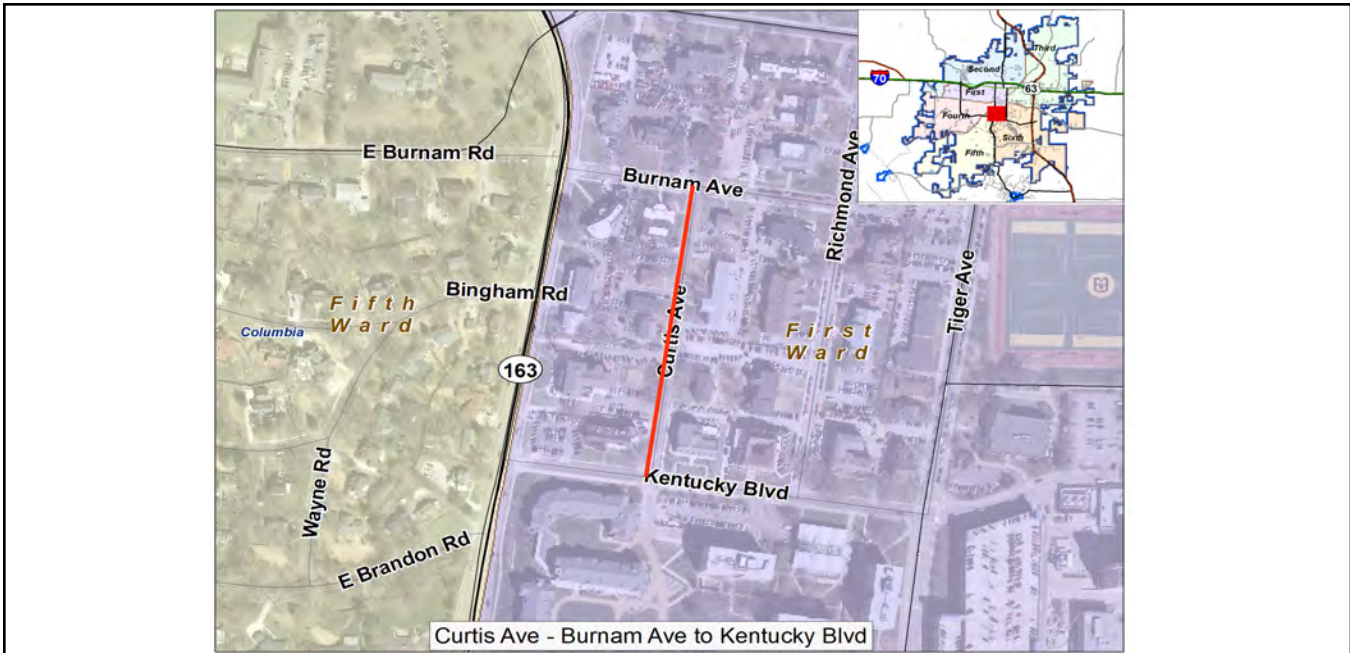 E Burnam Rd
Burnam Ave
Richmond Ave
Bingham Rd
Fifth
Ward
Columbia
Curtis Ave
First
Ward
Tiger Ave
163
Kentucky Blvd
Wayne Rd
E Brandon Rd
Curtis Ave - Burnam Ave to Kentucky Blvd
Third
Second
70
63
First
Fourth
Sixth
Fifth